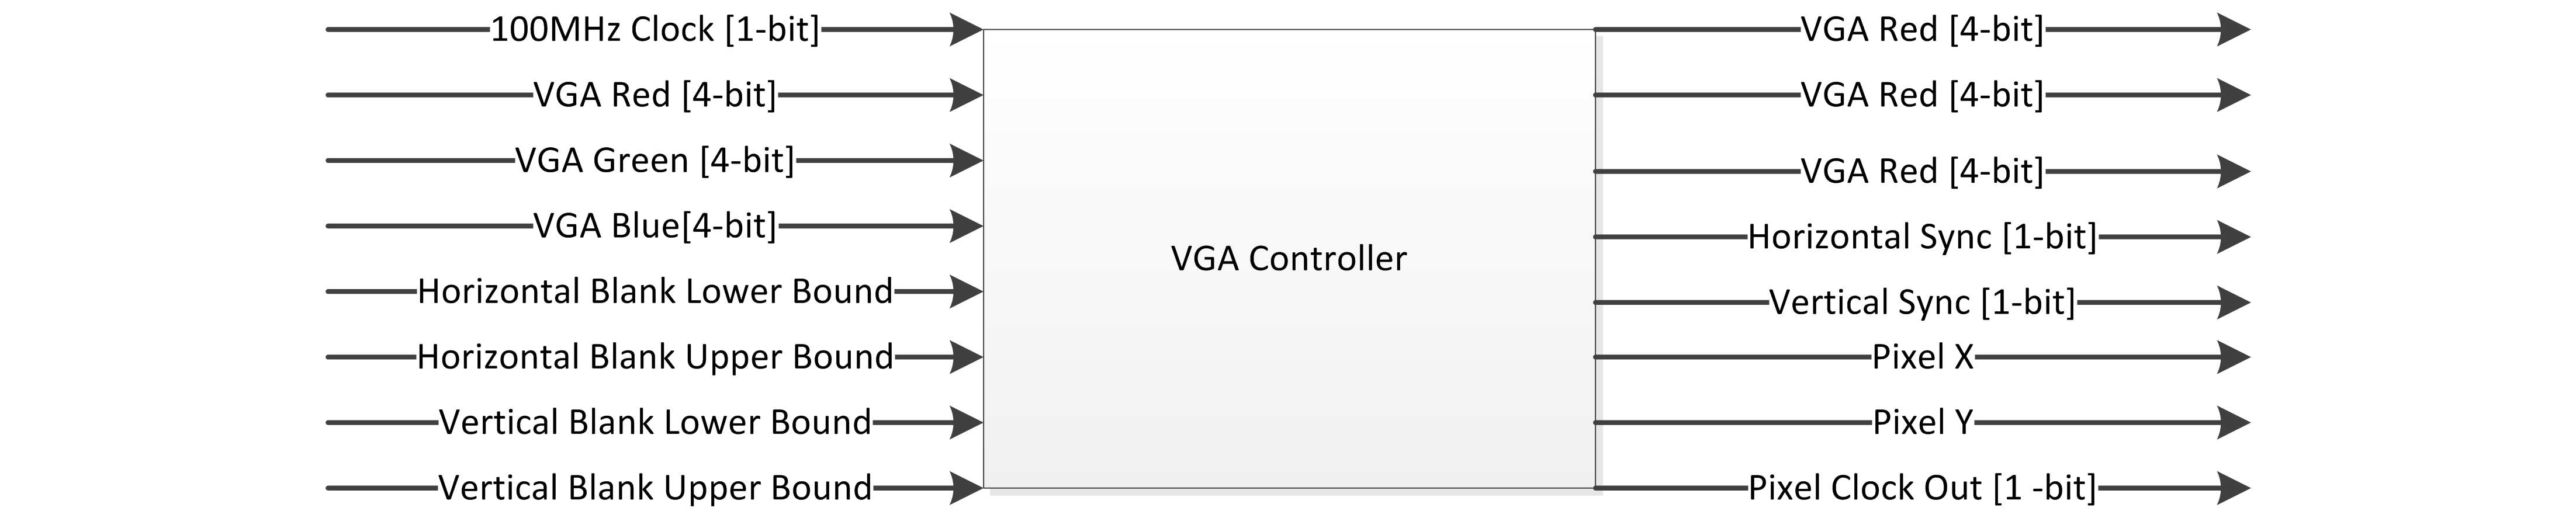 100MHz Clock [1-bit]
VGA Red [4-bit]
VGA Green [4-bit]
VGA Blue[4-bit]
Horizontal Blank Lower Bound
Horizontal Blank Upper Bound
Vertical Blank Lower Bound
Vertical Blank Upper Bound
VGA Controller
VGA Red [4-bit]
VGA Red [4-bit]
VGA Red [4-bit]
Horizontal Sync [1-bit]
Vertical Sync [1-bit]
Pixel X
Pixel Y
Pixel Clock Out [1 -bit]